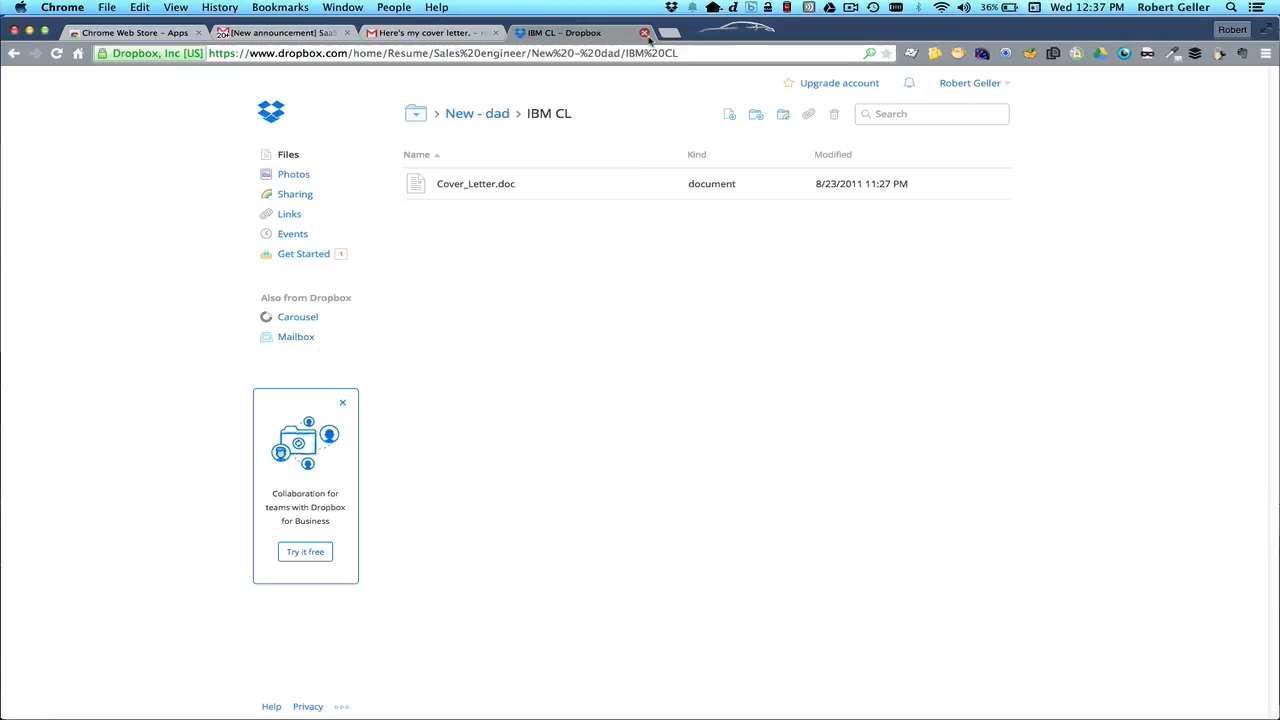 Chrome File Edit View History Bookmarks Window People Help 36% Wed 12:37 PM Robert Geller
Chrome Web Store – Apps [New announcement] SaaS Here's my cover letter. – r IBM CL – Dropbox Robert
Dropbox, Inc [US] https://www.dropbox.com/home/Resume/Sales%20engineer/New%20-%20dad/IBM%20CL
Upgrade account Robert Geller
New - dad > IBM CL Search
Files
Photos
Sharing
Links
Events
Get Started 1
Also from Dropbox
Carousel
Mailbox
Name Kind Modified
Cover_Letter.doc document 8/23/2011 11:27 PM
Collaboration for
teams with Dropbox
for Business
Try it free
Help Privacy